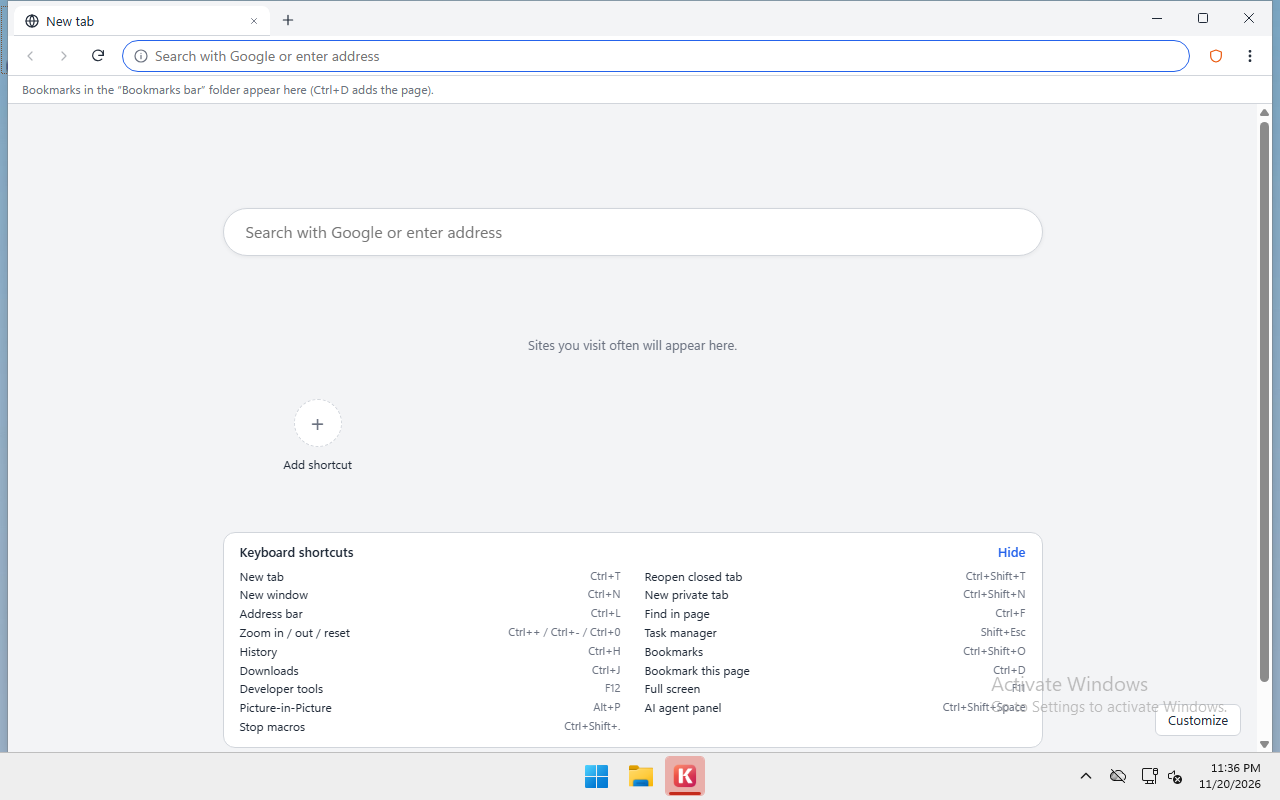 New tab
Search with Google or enter address
Bookmarks in the "Bookmarks bar" folder appear here (Ctrl+D adds the page).
Search with Google or enter address
Sites you visit often will appear here.
Add shortcut
Keyboard shortcuts Hide
New tab Ctrl+T Reopen closed tab Ctrl+Shift+T
New window Ctrl+N New private tab Ctrl+Shift+N
Address bar Ctrl+L Find in page Ctrl+F
Zoom in / out / reset Ctrl++ / Ctrl+- / Ctrl+0 Task manager Shift+Esc
History Ctrl+H Bookmarks Ctrl+Shift+O
Downloads Ctrl+J Bookmark this page Ctrl+D
Developer tools F12 Full screen F11
Picture-in-Picture Alt+P AI agent panel Ctrl+Shift+Space
Stop macros Ctrl+Shift+.
Activate Windows
Go to Settings to activate Windows.
Customize
K
11:36 PM
11/20/2026